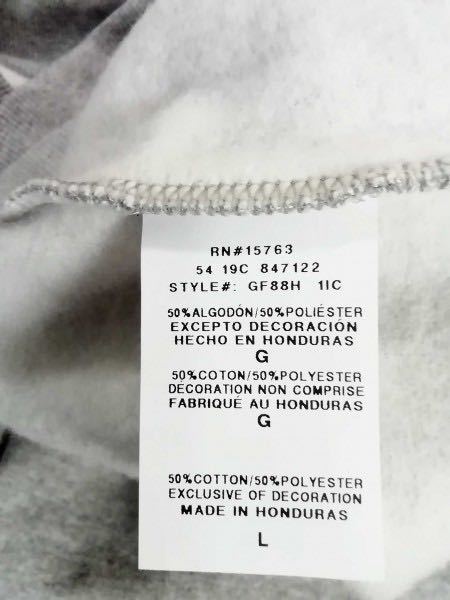 RN#15763
54 19C 847122
STYLE#: GF88H 1IC
50%ALGODÓN/50%POLIÉSTER
EXCEPTO DECORACIÓN
HECHO EN HONDURAS
G
50%COTON/50%POLYESTER
DECORATION NON COMPRISE
FABRIQUÉ AU HONDURAS
G
50%COTTON/50%POLYESTER
EXCLUSIVE OF DECORATION
MADE IN HONDURAS
L